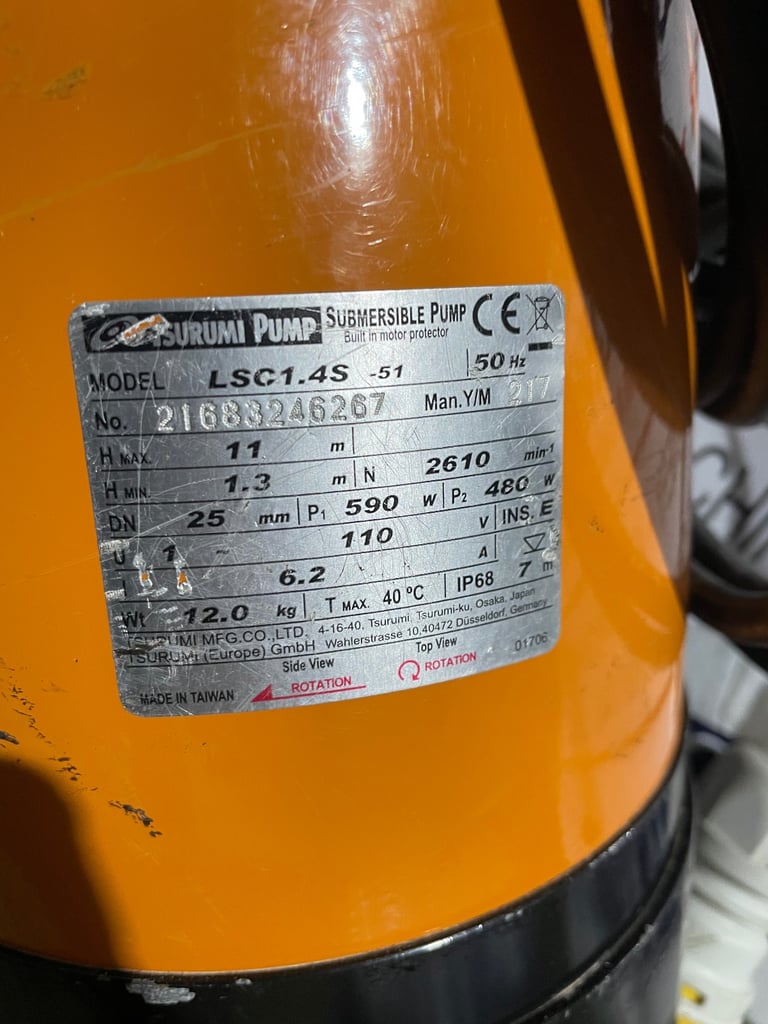 TSURUMI PUMP SUBMERSIBLE PUMP CE
Built in motor protector
MODEL LSC1.4S -51 50 Hz
No. 21683246267 Man.Y/M 217
H MAX. 11 m
H MIN. 1.3 m N 2610 min-1
DN 25 mm P1 590 W P2 480 W
U 1 ~ 110 V INS. E
I 6.2 A 7 m
Wt 12.0 kg T MAX. 40 ºC IP68
TSURUMI MFG.CO.,LTD. 4-16-40, Tsurumi, Tsurumi-ku, Osaka, Japan
TSURUMI (Europe) GmbH Wahlerstrasse 10,40472 Düsseldorf, Germany
Side View Top View
MADE IN TAIWAN ROTATION ROTATION 01706